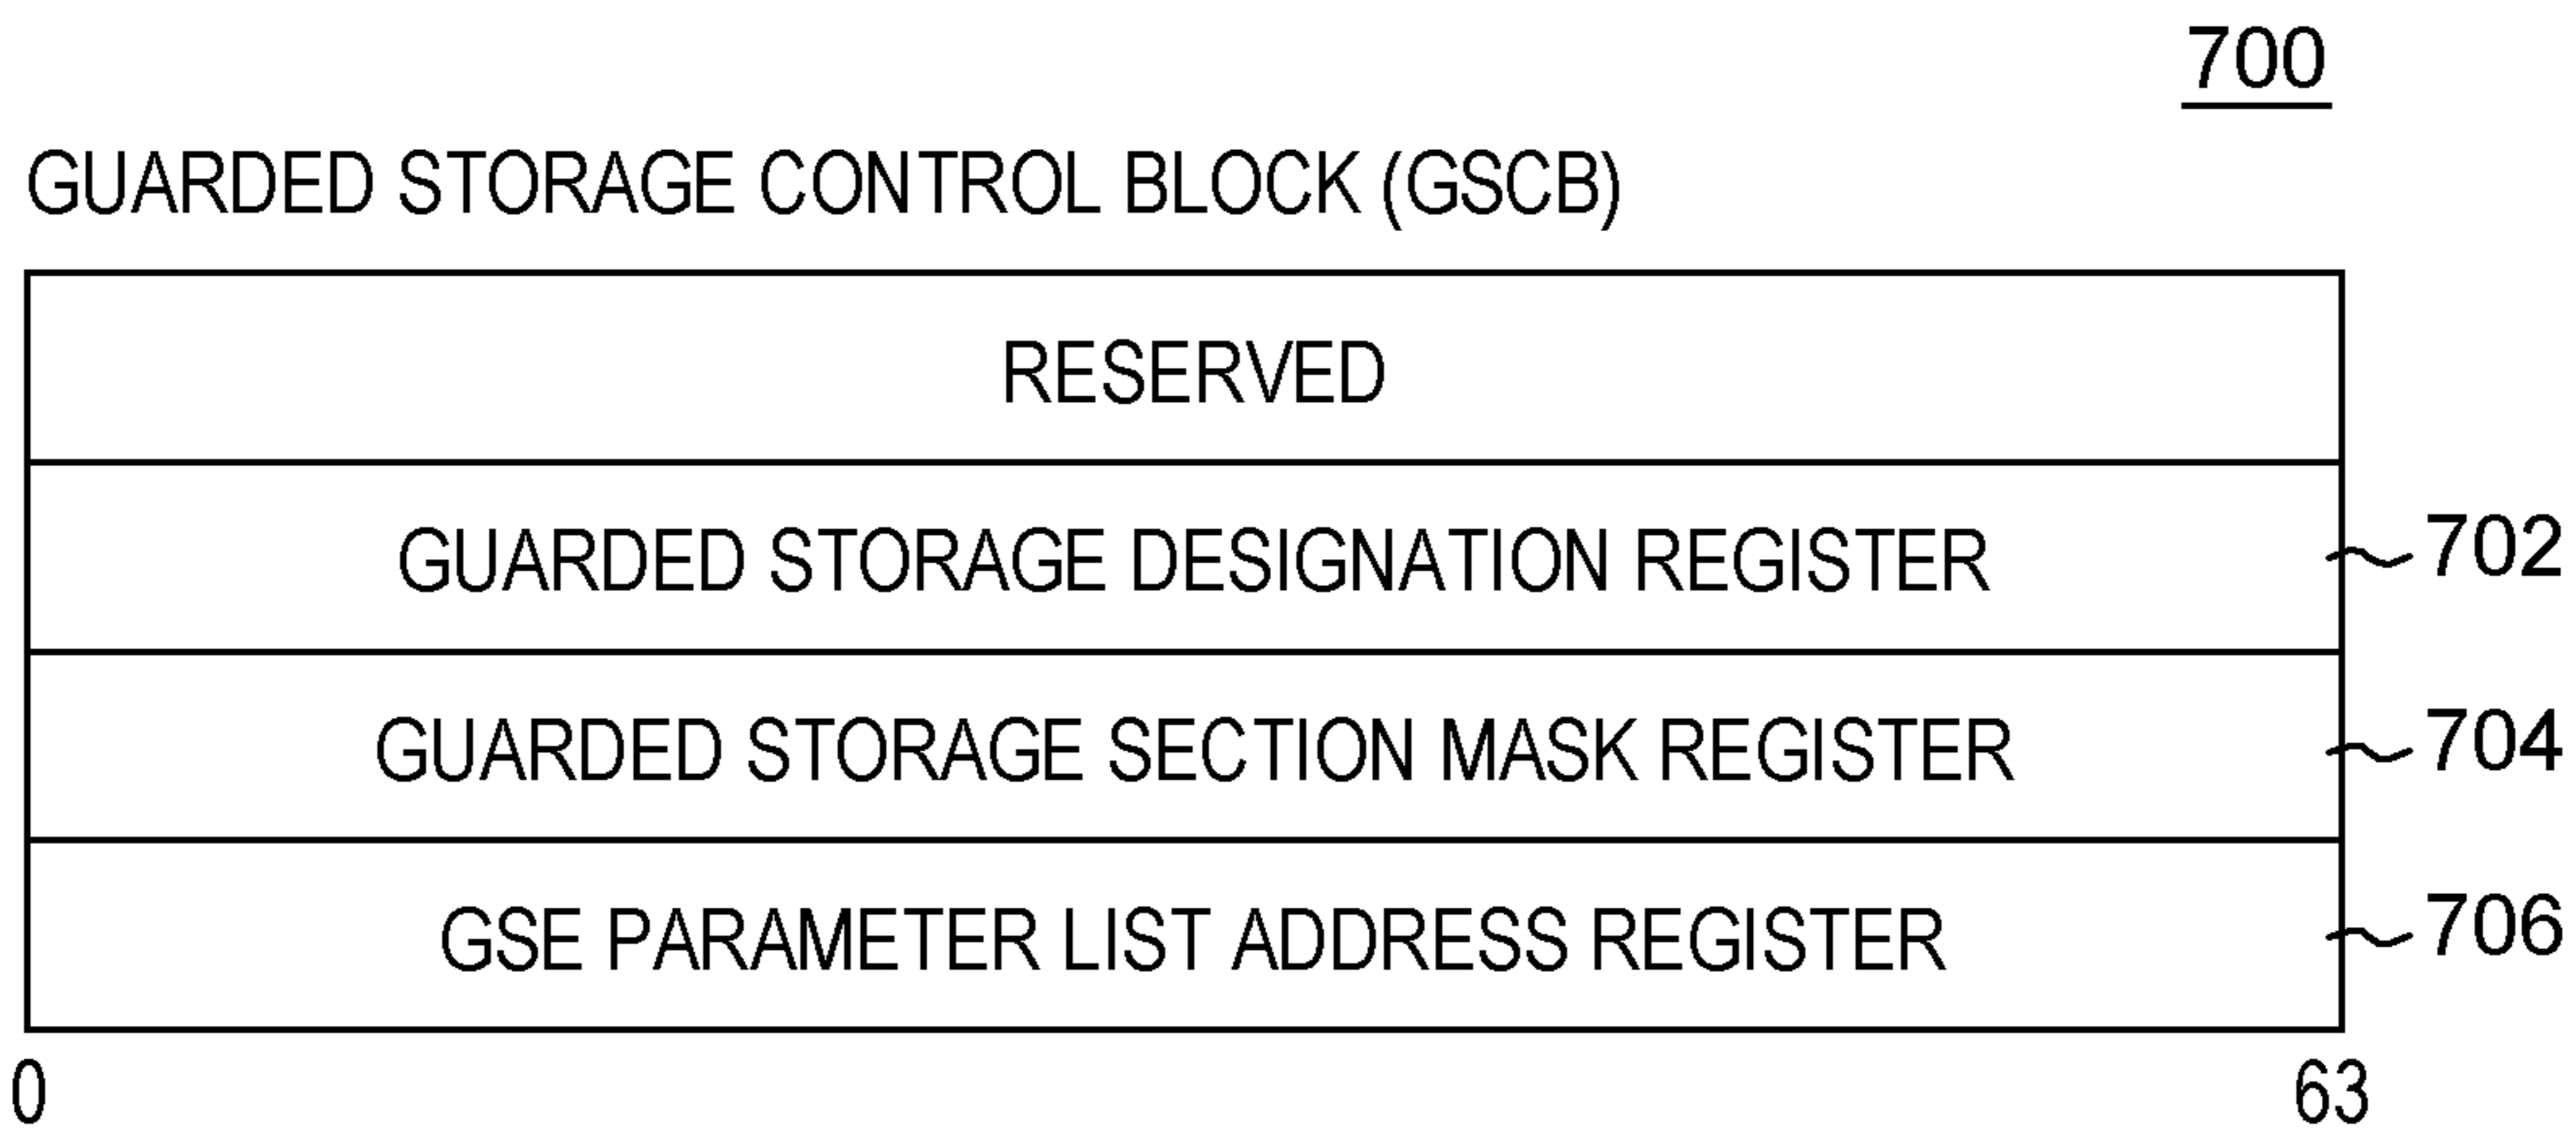 700
GUARDED STORAGE CONTROL BLOCK (GSCB)
RESERVED
GUARDED STORAGE DESIGNATION REGISTER 702
GUARDED STORAGE SECTION MASK REGISTER 704
GSE PARAMETER LIST ADDRESS REGISTER 706
0 63